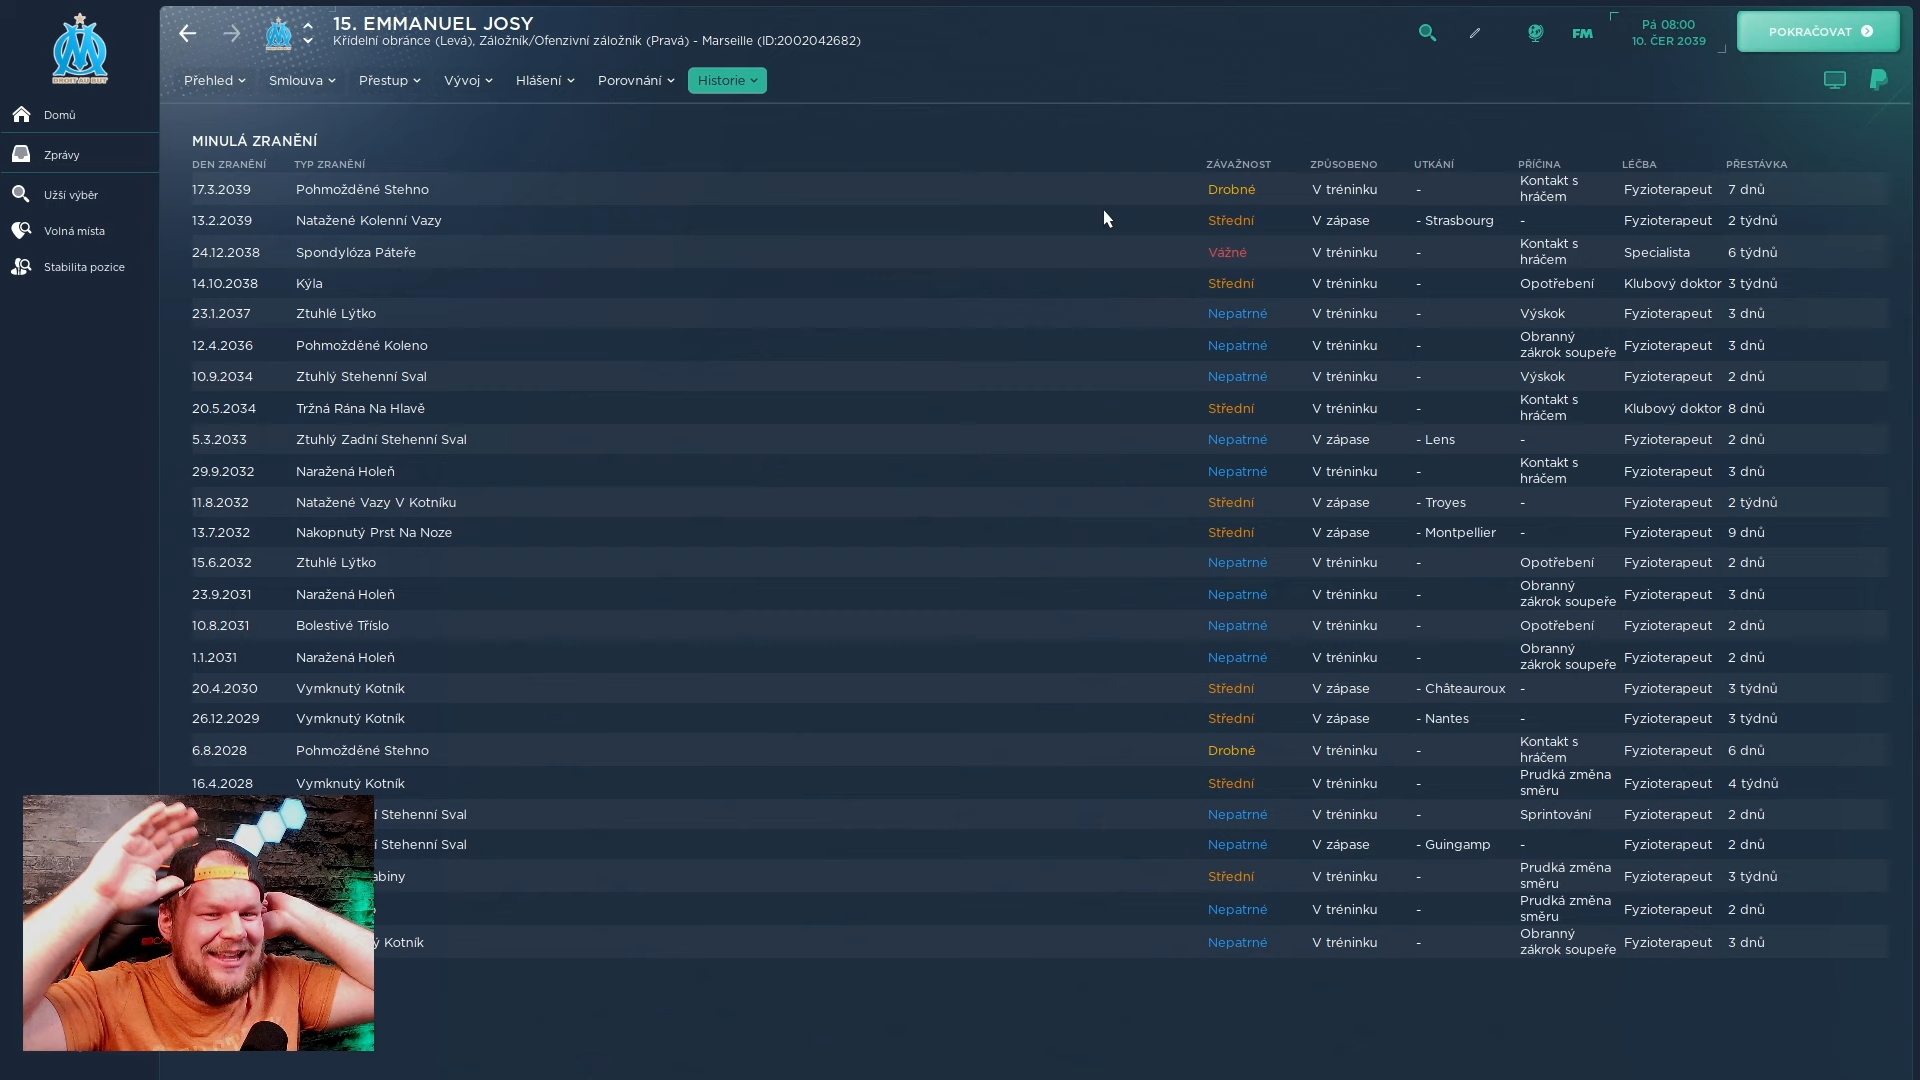 15. EMMANUEL JOSY
Křídelní obránce (Levá), Záložník/Ofenzivní záložník (Pravá) - Marseille (ID:2002042682)
FM
Pá 08:00
10. ČER 2039
POKRAČOVAT
DROIT AU BUT
Přehled Smlouva Přestup Vývoj Hlášení Porovnání Historie
Domů
Zprávy
Užší výběr
Volná místa
Stabilita pozice
MINULÁ ZRANĚNÍ
DEN ZRANĚNÍ TYP ZRANĚNÍ ZÁVAŽNOST ZPŮSOBENO UTKÁNÍ PŘÍČINA LÉČBA PŘESTÁVKA
17.3.2039 Pohmožděné Stehno Drobné V tréninku - Kontakt s hráčem Fyzioterapeut 7 dnů
13.2.2039 Natažené Kolenní Vazy Střední V zápase - Strasbourg - Fyzioterapeut 2 týdnů
24.12.2038 Spondylóza Páteře Vážné V tréninku - Kontakt s hráčem Specialista 6 týdnů
14.10.2038 Kýla Střední V tréninku - Opotřebení Klubový doktor 3 týdnů
23.1.2037 Ztuhlé Lýtko Nepatrné V tréninku - Výskok Fyzioterapeut 3 dnů
12.4.2036 Pohmožděné Koleno Nepatrné V tréninku - Obranný zákrok soupeře Fyzioterapeut 3 dnů
10.9.2034 Ztuhlý Stehenní Sval Nepatrné V tréninku - Výskok Fyzioterapeut 2 dnů
20.5.2034 Tržná Rána Na Hlavě Střední V tréninku - Kontakt s hráčem Klubový doktor 8 dnů
5.3.2033 Ztuhlý Zadní Stehenní Sval Nepatrné V zápase - Lens - Fyzioterapeut 2 dnů
29.9.2032 Naražená Holeň Nepatrné V tréninku - Kontakt s hráčem Fyzioterapeut 3 dnů
11.8.2032 Natažené Vazy V Kotníku Střední V zápase - Troyes - Fyzioterapeut 2 týdnů
13.7.2032 Nakopnutý Prst Na Noze Střední V zápase - Montpellier - Fyzioterapeut 9 dnů
15.6.2032 Ztuhlé Lýtko Nepatrné V tréninku - Opotřebení Fyzioterapeut 2 dnů
23.9.2031 Naražená Holeň Nepatrné V tréninku - Obranný zákrok soupeře Fyzioterapeut 3 dnů
10.8.2031 Bolestivé Tříslo Nepatrné V tréninku - Opotřebení Fyzioterapeut 2 dnů
1.1.2031 Naražená Holeň Nepatrné V tréninku - Obranný zákrok soupeře Fyzioterapeut 2 dnů
20.4.2030 Vymknutý Kotník Střední V zápase - Châteauroux - Fyzioterapeut 3 týdnů
26.12.2029 Vymknutý Kotník Střední V zápase - Nantes - Fyzioterapeut 3 týdnů
6.8.2028 Pohmožděné Stehno Drobné V tréninku - Kontakt s hráčem Fyzioterapeut 6 dnů
16.4.2028 Vymknutý Kotník Střední V tréninku - Prudká změna směru Fyzioterapeut 4 týdnů
í Stehenní Sval Nepatrné V tréninku - Sprintování Fyzioterapeut 2 dnů
í Stehenní Sval Nepatrné V zápase - Guingamp - Fyzioterapeut 2 dnů
abiny Střední V tréninku - Prudká změna směru Fyzioterapeut 3 týdnů
Nepatrné V tréninku - Prudká změna směru Fyzioterapeut 2 dnů
ý Kotník Nepatrné V tréninku - Obranný zákrok soupeře Fyzioterapeut 3 dnů